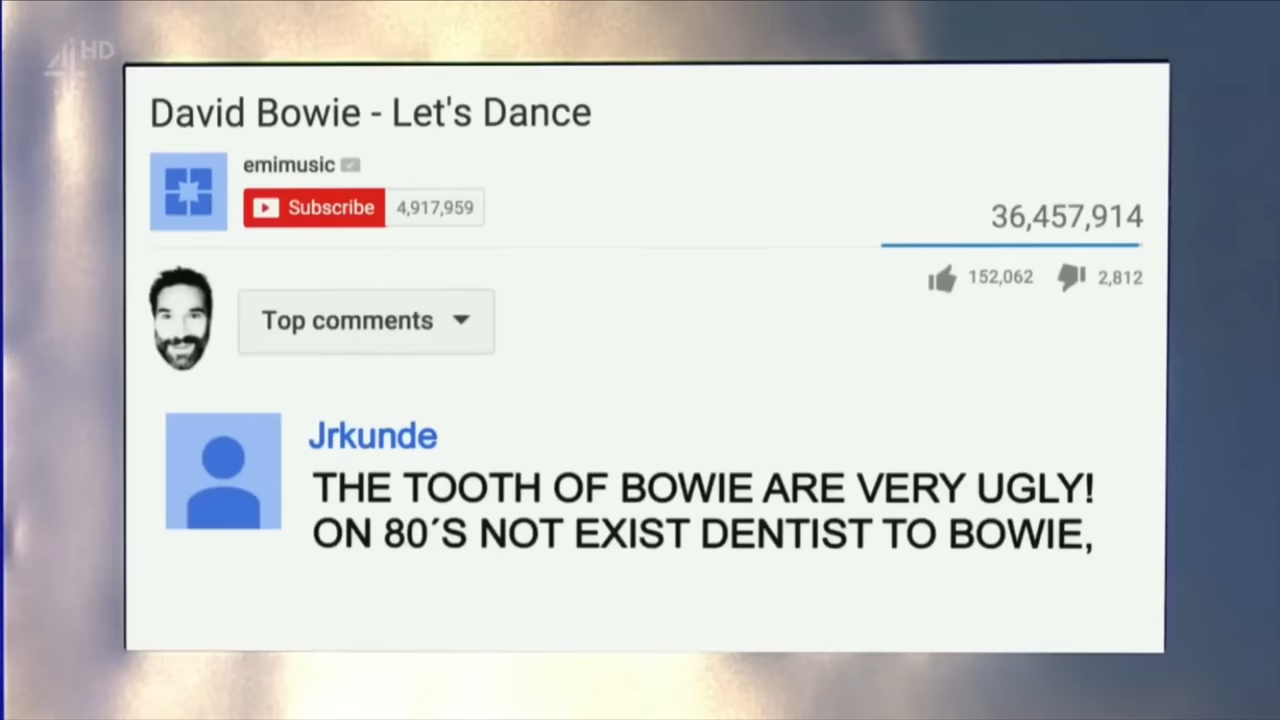 4HD
David Bowie - Let's Dance
emimusic
Subscribe 4,917,959
36,457,914
152,062 2,812
Top comments
Jrkunde
THE TOOTH OF BOWIE ARE VERY UGLY!
ON 80´S NOT EXIST DENTIST TO BOWIE,